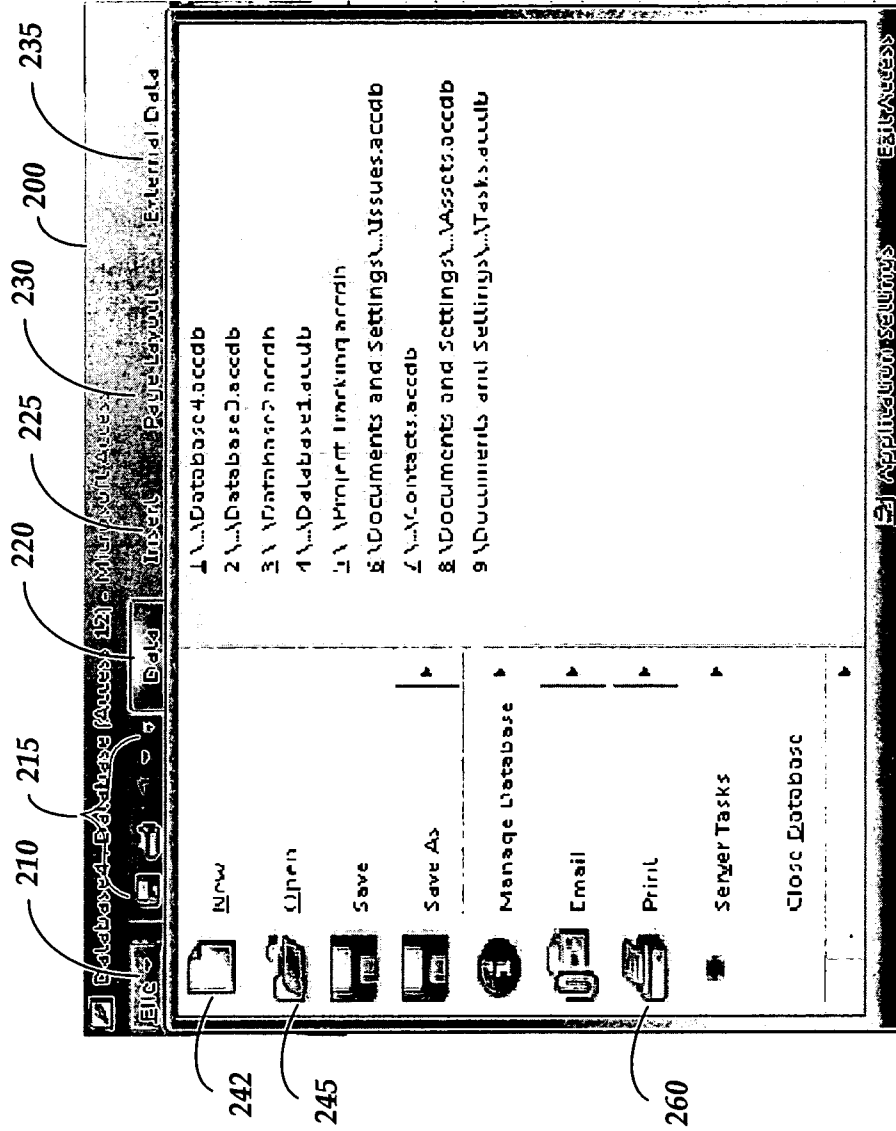 200
210
215
220
225
230
235
Database4 : Database (Access 12) - Microsoft Access
File
Data
Insert
Page Layout
External Data
242
New
245
Open
Save
Save As
Manage Database
Email
260
Print
Server Tasks
Close Database
1 \...\Database4.accdb
2 \...\Database3.accdb
3 \...\Database2.accdb
4 \...\Database1.accdb
5 \...\Project Tracking.accdb
6 \Documents and Settings\...\Issues.accdb
7 \...\Contacts.accdb
8 \Documents and Settings\...\Assets.accdb
9 \Documents and Settings\...\Tasks.accdb
Application Settings
Exit Access